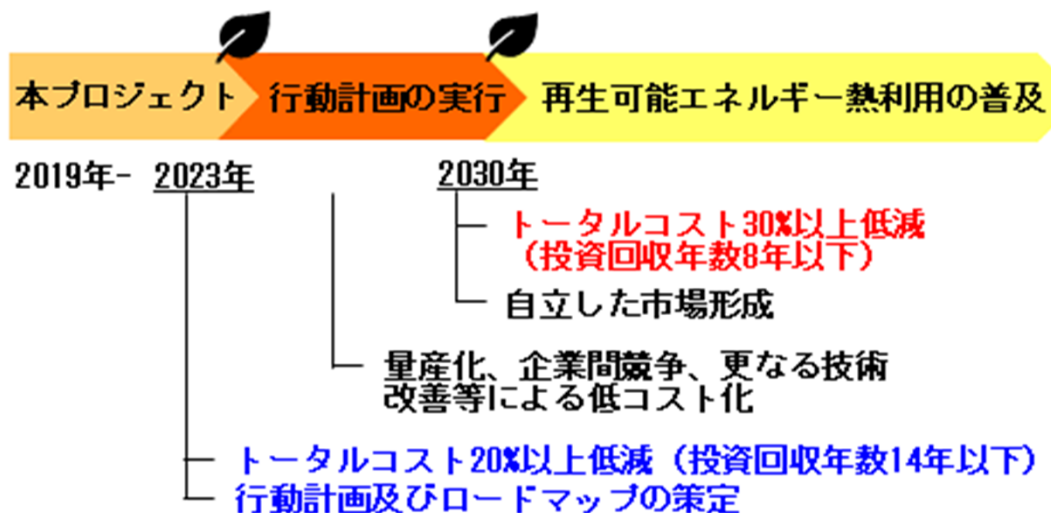 本プロジェクト
行動計画の実行
再生可能エネルギー熱利用の普及
2019年- 2023年
2030年
トータルコスト30%以上低減
（投資回収年数8年以下）
自立した市場形成
量産化、企業間競争、更なる技術
改善等による低コスト化
トータルコスト20%以上低減（投資回収年数14年以下）
行動計画及びロードマップの策定